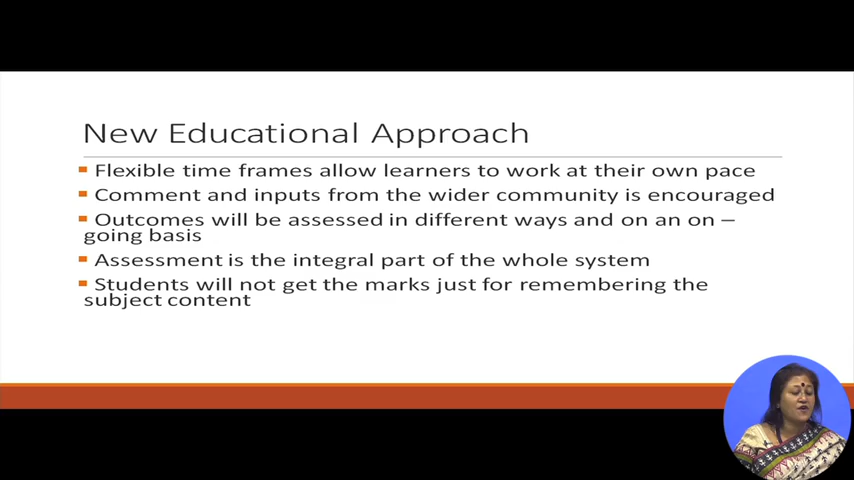 New Educational Approach
Flexible time frames allow learners to work at their own pace
Comment and inputs from the wider community is encouraged
Outcomes will be assessed in different ways and on an on –
going basis
Assessment is the integral part of the whole system
Students will not get the marks just for remembering the
subject content